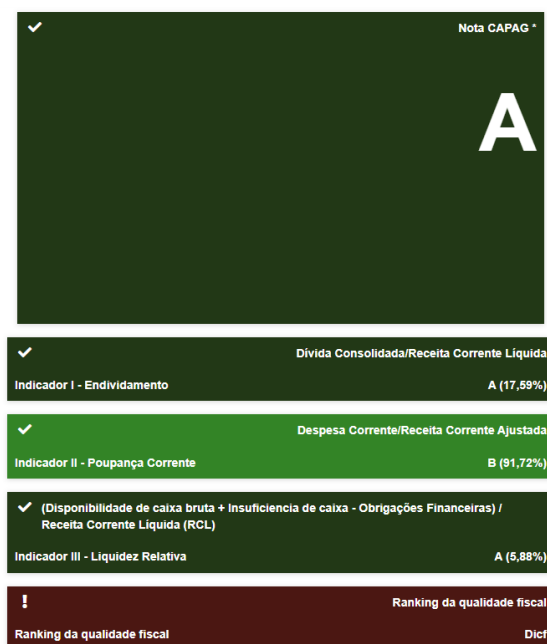 Nota CAPAG *
A
Dívida Consolidada/Receita Corrente Líquida
Indicador I - Endividamento A (17,59%)
Despesa Corrente/Receita Corrente Ajustada
Indicador II - Poupança Corrente B (91,72%)
(Disponibilidade de caixa bruta + Insuficiencia de caixa - Obrigações Financeiras) /
Receita Corrente Líquida (RCL)
Indicador III - Liquidez Relativa A (5,88%)
Ranking da qualidade fiscal
Ranking da qualidade fiscal Dicf